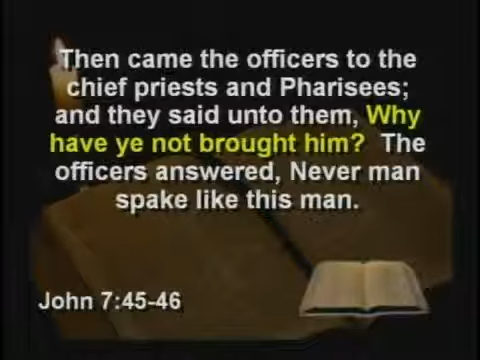 Then came the officers to the
chief priests and Pharisees;
and they said unto them, Why
have ye not brought him? The
officers answered, Never man
spake like this man.
John 7:45-46